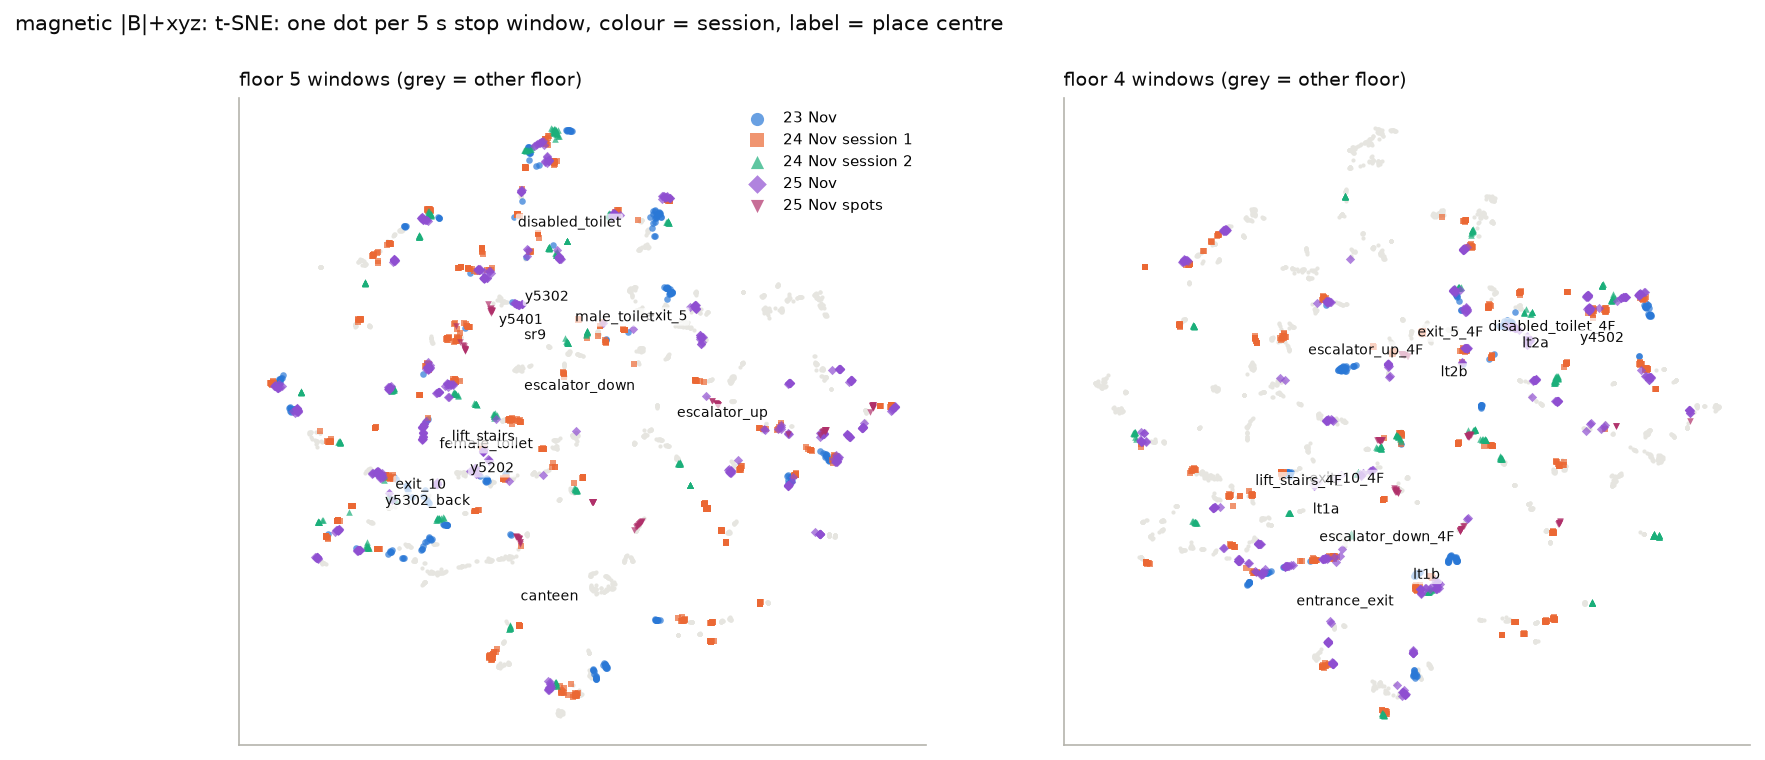 magnetic |B|+xyz: t-SNE: one dot per 5 s stop window, colour = session, label = place centre
floor 5 windows (grey = other floor)
23 Nov
24 Nov session 1
24 Nov session 2
25 Nov
25 Nov spots
disabled_toilet
y5302
y5401
male_toilet
exit_5
sr9
escalator_down
escalator_up
lift_stairs
female_toilet
y5202
exit_10
y5302_back
canteen
floor 4 windows (grey = other floor)
exit_5_4F
disabled_toilet_4F
y4502
lt2a
escalator_up_4F
lt2b
lift_stairs_4F
exit_10_4F
lt1a
escalator_down_4F
lt1b
entrance_exit